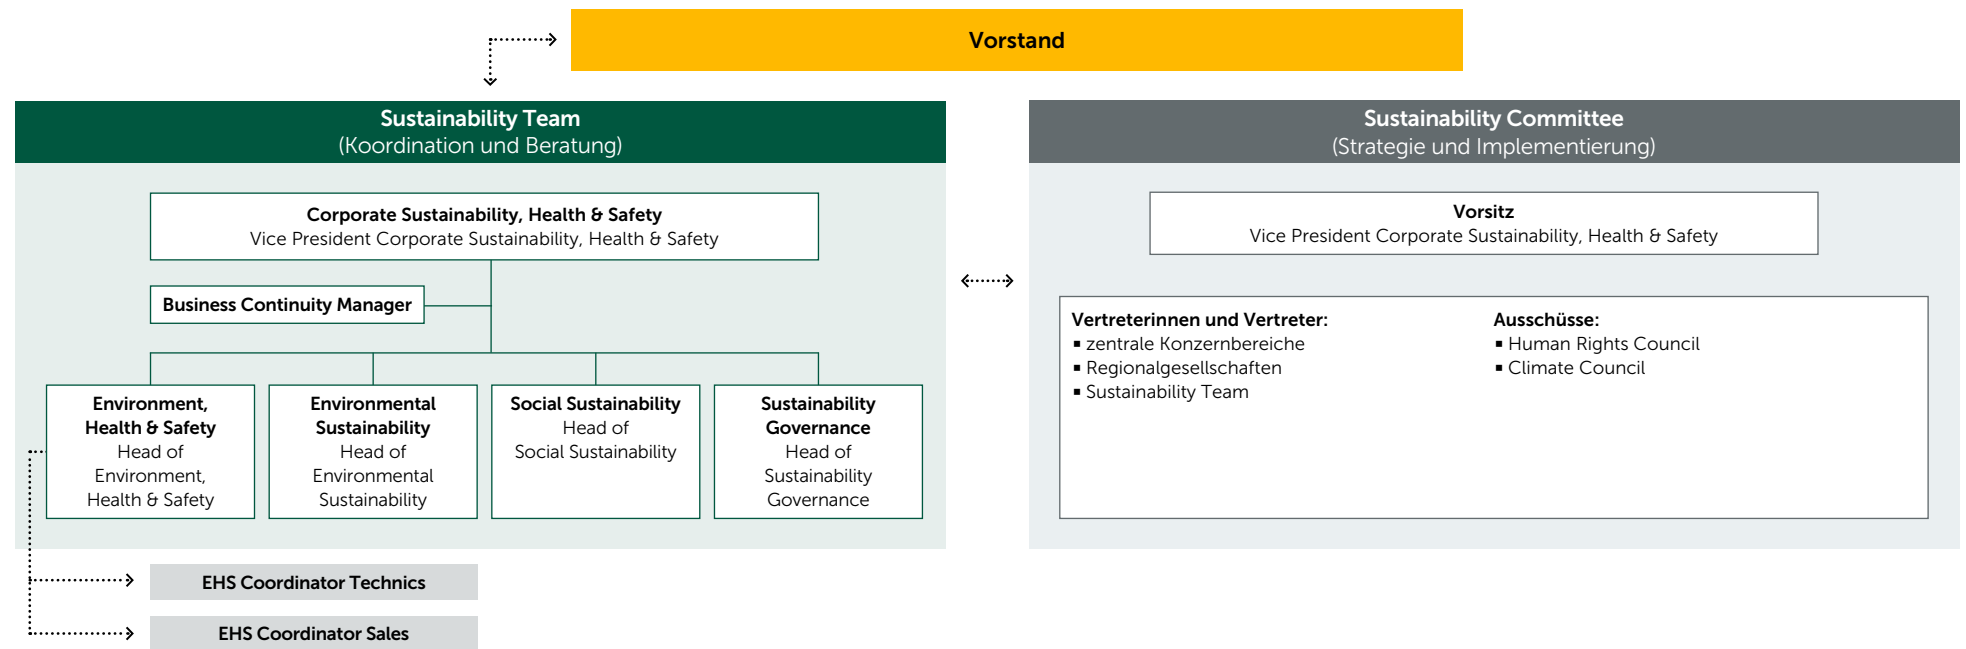 Vorstand
Sustainability Team
(Koordination und Beratung)
Corporate Sustainability, Health & Safety
Vice President Corporate Sustainability, Health & Safety
Business Continuity Manager
Environment,
Health & Safety
Head of
Environment,
Health & Safety
Environmental
Sustainability
Head of
Environmental
Sustainability
Social Sustainability
Head of
Social Sustainability
Sustainability
Governance
Head of
Sustainability
Governance
EHS Coordinator Technics
EHS Coordinator Sales
Sustainability Committee
(Strategie und Implementierung)
Vorsitz
Vice President Corporate Sustainability, Health & Safety
Vertreterinnen und Vertreter:
▪ zentrale Konzernbereiche
▪ Regionalgesellschaften
▪ Sustainability Team
Ausschüsse:
▪ Human Rights Council
▪ Climate Council